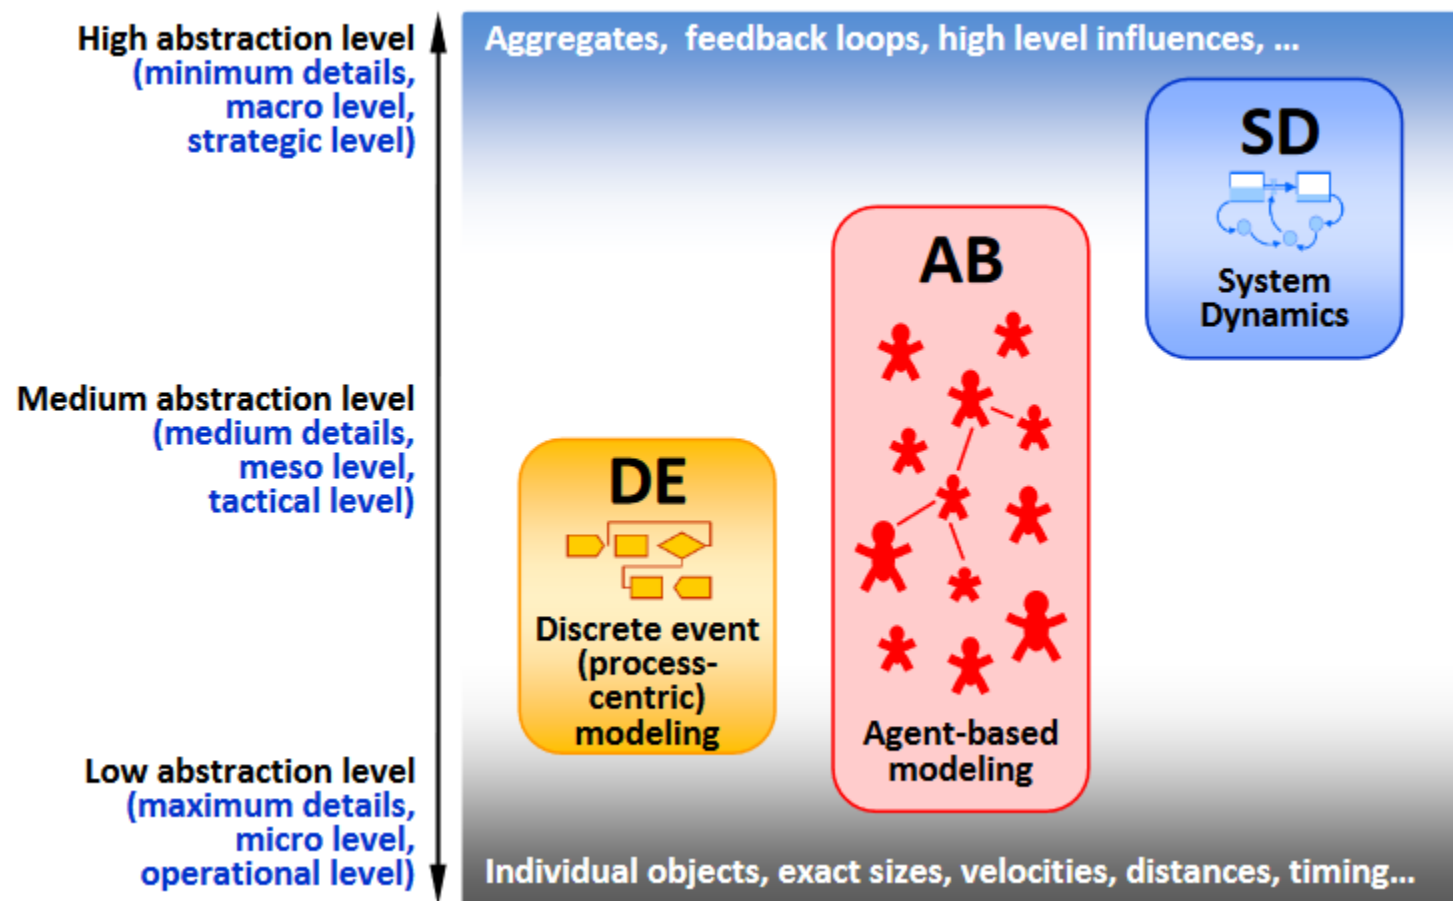 High abstraction level
(minimum details,
macro level,
strategic level)
Medium abstraction level
(medium details,
meso level,
tactical level)
Low abstraction level
(maximum details,
micro level,
operational level)
Aggregates,  feedback loops, high level influences, ...
DE
Discrete event
(process-
centric)
modeling
AB
Agent-based
modeling
SD
System
Dynamics
Individual objects, exact sizes, velocities, distances, timing...